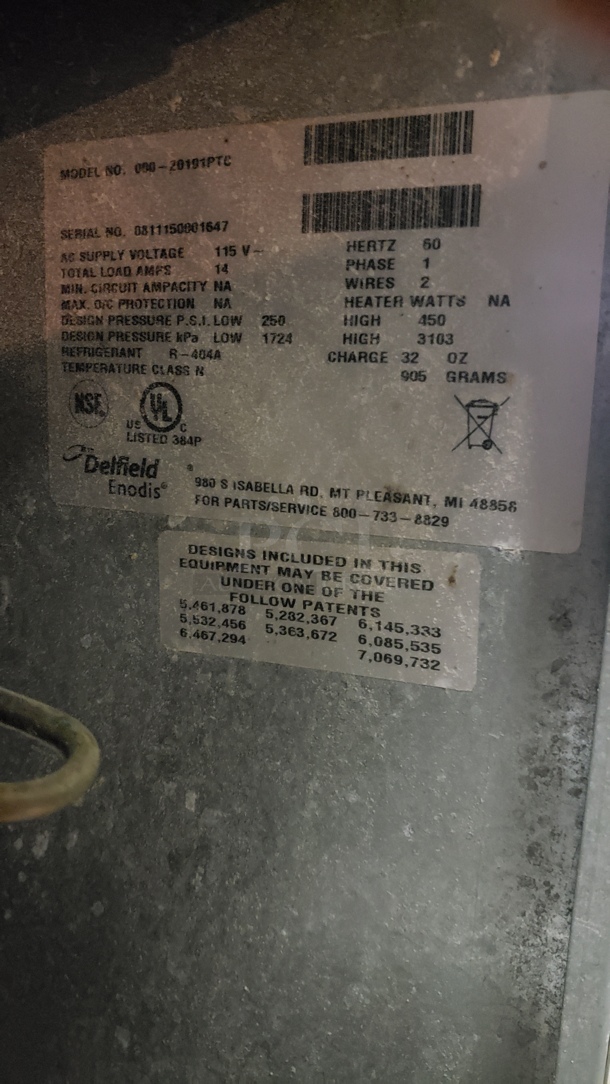 MODEL NO. 000-20191PTC
SERIAL NO. 0811150001647
AC SUPPLY VOLTAGE 115 V~ HERTZ 60
TOTAL LOAD AMPS 14 PHASE 1
MIN. CIRCUIT AMPACITY NA WIRES 2
MAX. O/C PROTECTION NA HEATER WATTS NA
DESIGN PRESSURE P.S.I. LOW 250 HIGH 450
DESIGN PRESSURE kPa LOW 1724 HIGH 3103
REFRIGERANT R-404A CHARGE 32 OZ
TEMPERATURE CLASS N 905 GRAMS
NSF
UL
US C
LISTED 384P
Delfield
Enodis®
980 S ISABELLA RD. MT PLEASANT, MI 48858
FOR PARTS/SERVICE 800-733-8829
DESIGNS INCLUDED IN THIS
EQUIPMENT MAY BE COVERED
UNDER ONE OF THE
FOLLOW PATENTS
5,461,878 5,282,367 6,145,333
5,532,456 5,363,672 6,085,535
6,467,294 7,069,732